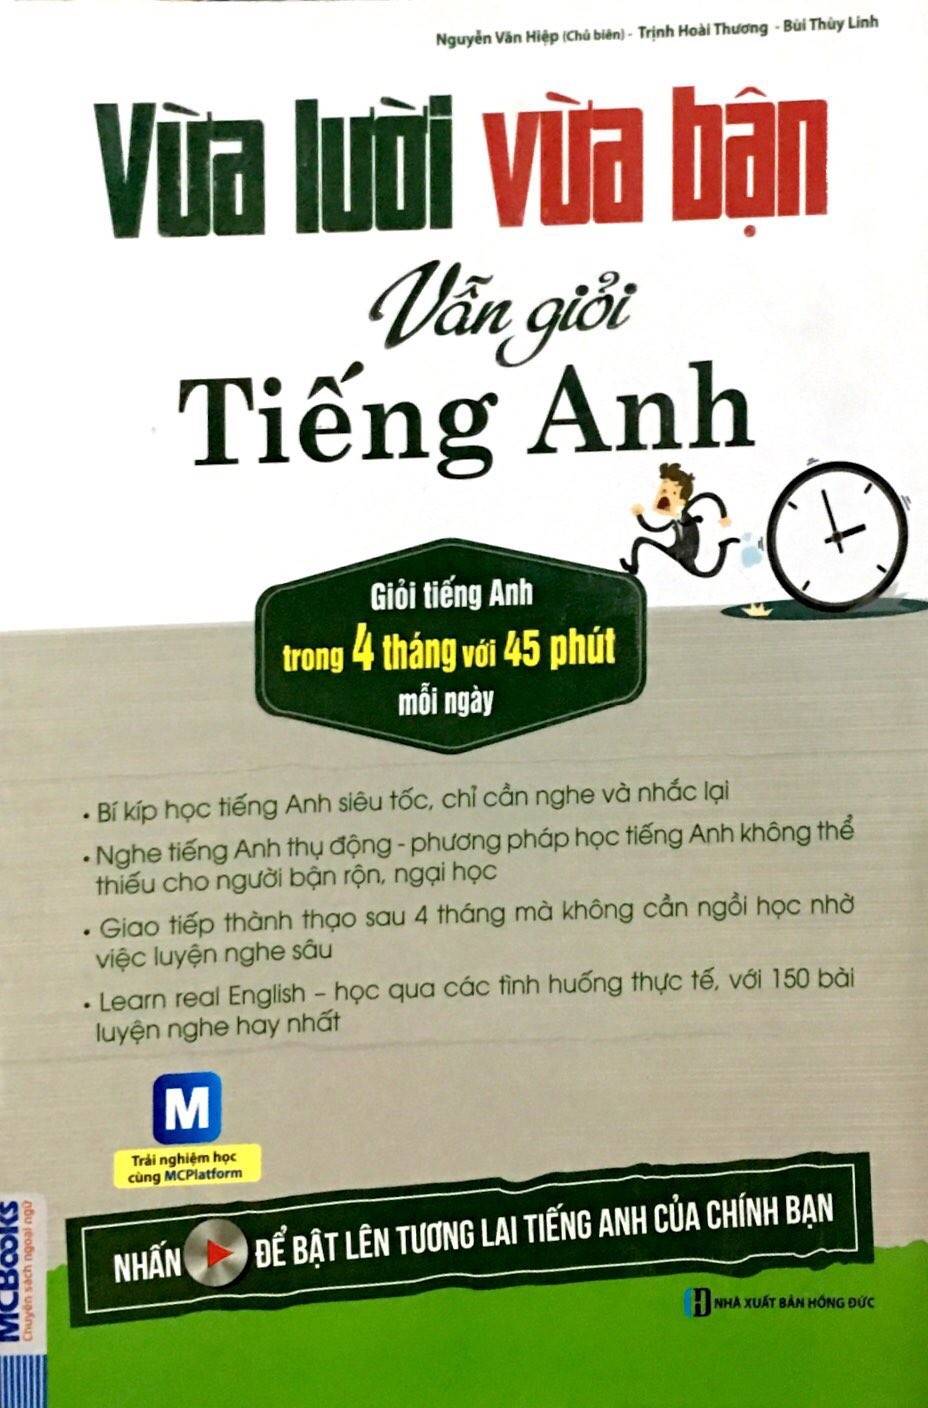 Nguyễn Văn Hiệp (Chủ biên) - Trịnh Hoài Thương - Bùi Thùy Linh
Vừa lười vừa bận
Vẫn giỏi
Tiếng Anh
Giỏi tiếng Anh
trong 4 tháng với 45 phút
mỗi ngày
• Bí kíp học tiếng Anh siêu tốc, chỉ cần nghe và nhắc lại
• Nghe tiếng Anh thụ động - phương pháp học tiếng Anh không thể
thiếu cho người bận rộn, ngại học
• Giao tiếp thành thạo sau 4 tháng mà không cần ngồi học nhờ
việc luyện nghe sâu
• Learn real English – học qua các tình huống thực tế, với 150 bài
luyện nghe hay nhất
M
Trải nghiệm học
cùng MCPlatform
MCBooks
Chuyên sách ngoại ngữ
NHẤN ĐỂ BẬT LÊN TƯƠNG LAI TIẾNG ANH CỦA CHÍNH BẠN
NHÀ XUẤT BẢN HỒNG ĐỨC